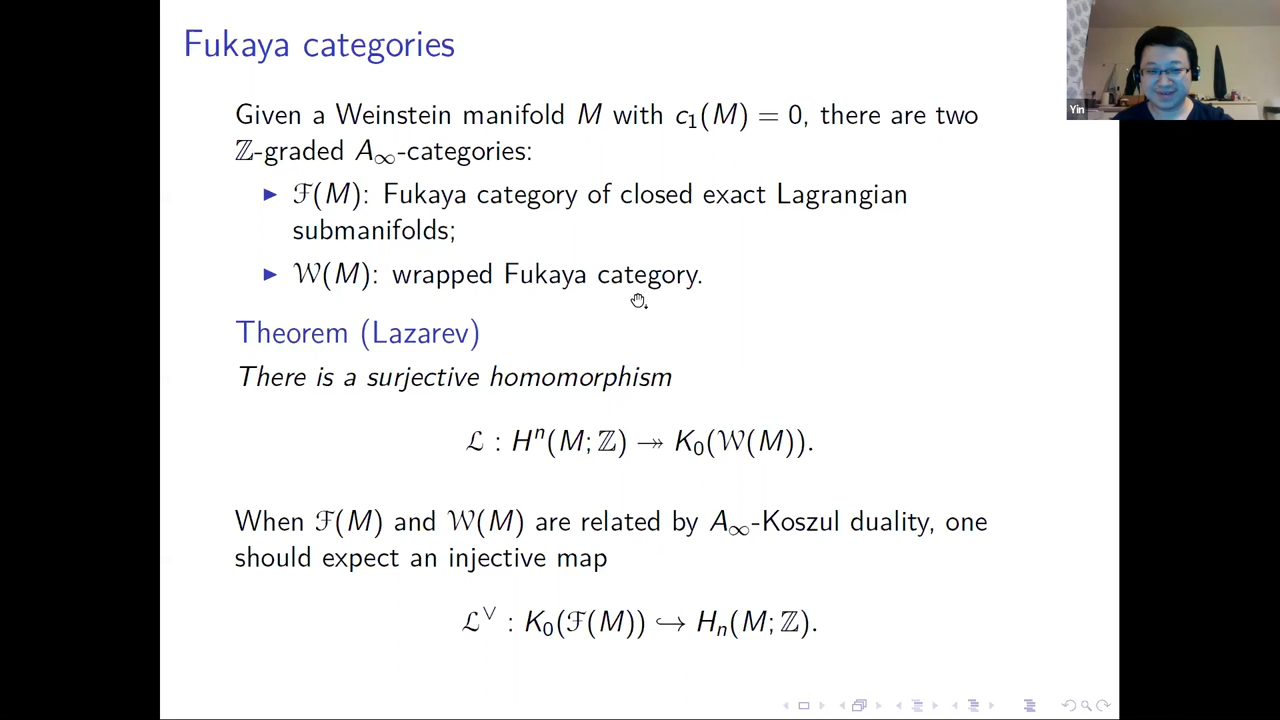 Fukaya categories
Yin
Given a Weinstein manifold M with c₁(M) = 0, there are two
ℤ-graded A∞-categories:
▶ ℱ(M): Fukaya category of closed exact Lagrangian
submanifolds;
▶ 𝒲(M): wrapped Fukaya category.
Theorem (Lazarev)
There is a surjective homomorphism
ℒ : Hⁿ(M; ℤ) ↠ K₀(𝒲(M)).
When ℱ(M) and 𝒲(M) are related by A∞-Koszul duality, one
should expect an injective map
ℒ^∨ : K₀(ℱ(M)) ↪ Hₙ(M; ℤ).